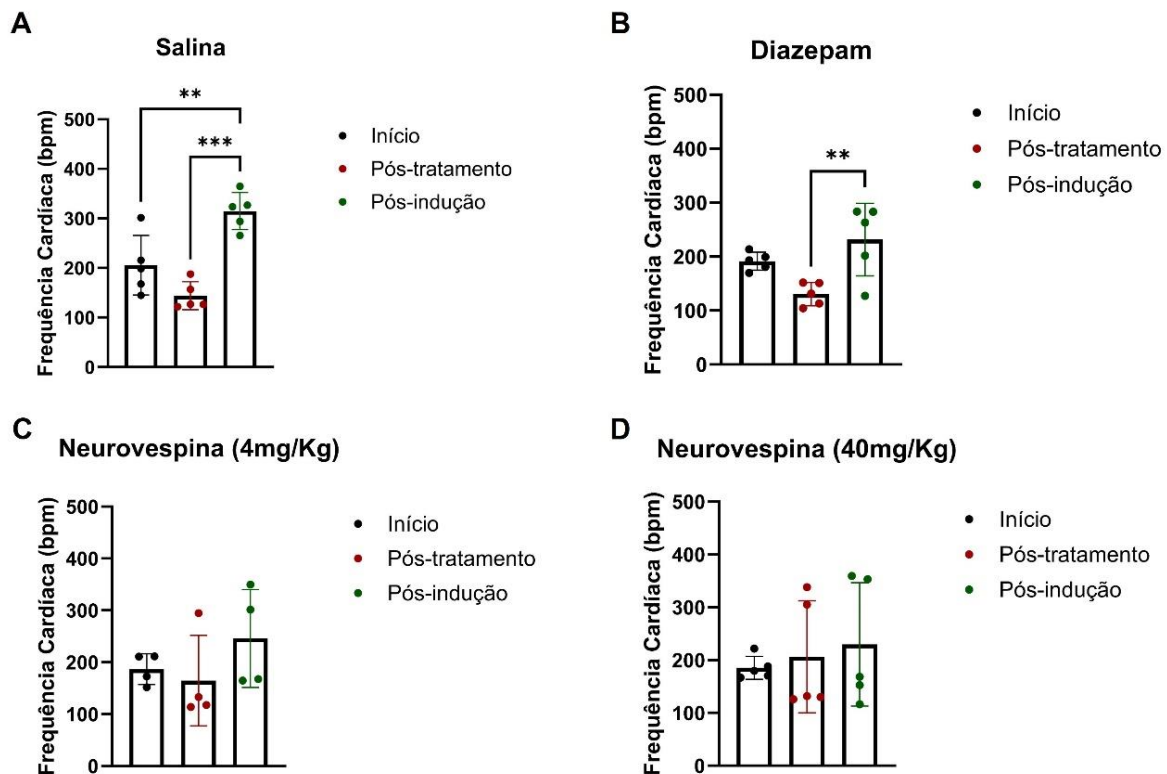 A
Salina
Frequência Cardíaca (bpm)
500
400
300
200
100
0
**
***
Início
Pós-tratamento
Pós-indução
B
Diazepam
Frequência Cardíaca (bpm)
500
400
300
200
100
0
**
Início
Pós-tratamento
Pós-indução
C
Neurovespina (4mg/Kg)
Frequência Cardíaca (bpm)
500
400
300
200
100
0
Início
Pós-tratamento
Pós-indução
D
Neurovespina (40mg/Kg)
Frequência Cardíaca (bpm)
500
400
300
200
100
0
Início
Pós-tratamento
Pós-indução